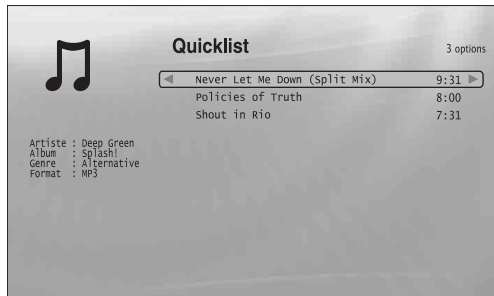 Quicklist
3 options
Never Let Me Down (Split Mix) 9:31
Policies of Truth 8:00
Shout in Rio 7:31
Artiste : Deep Green
Album : Splash!
Genre : Alternative
Format : MP3